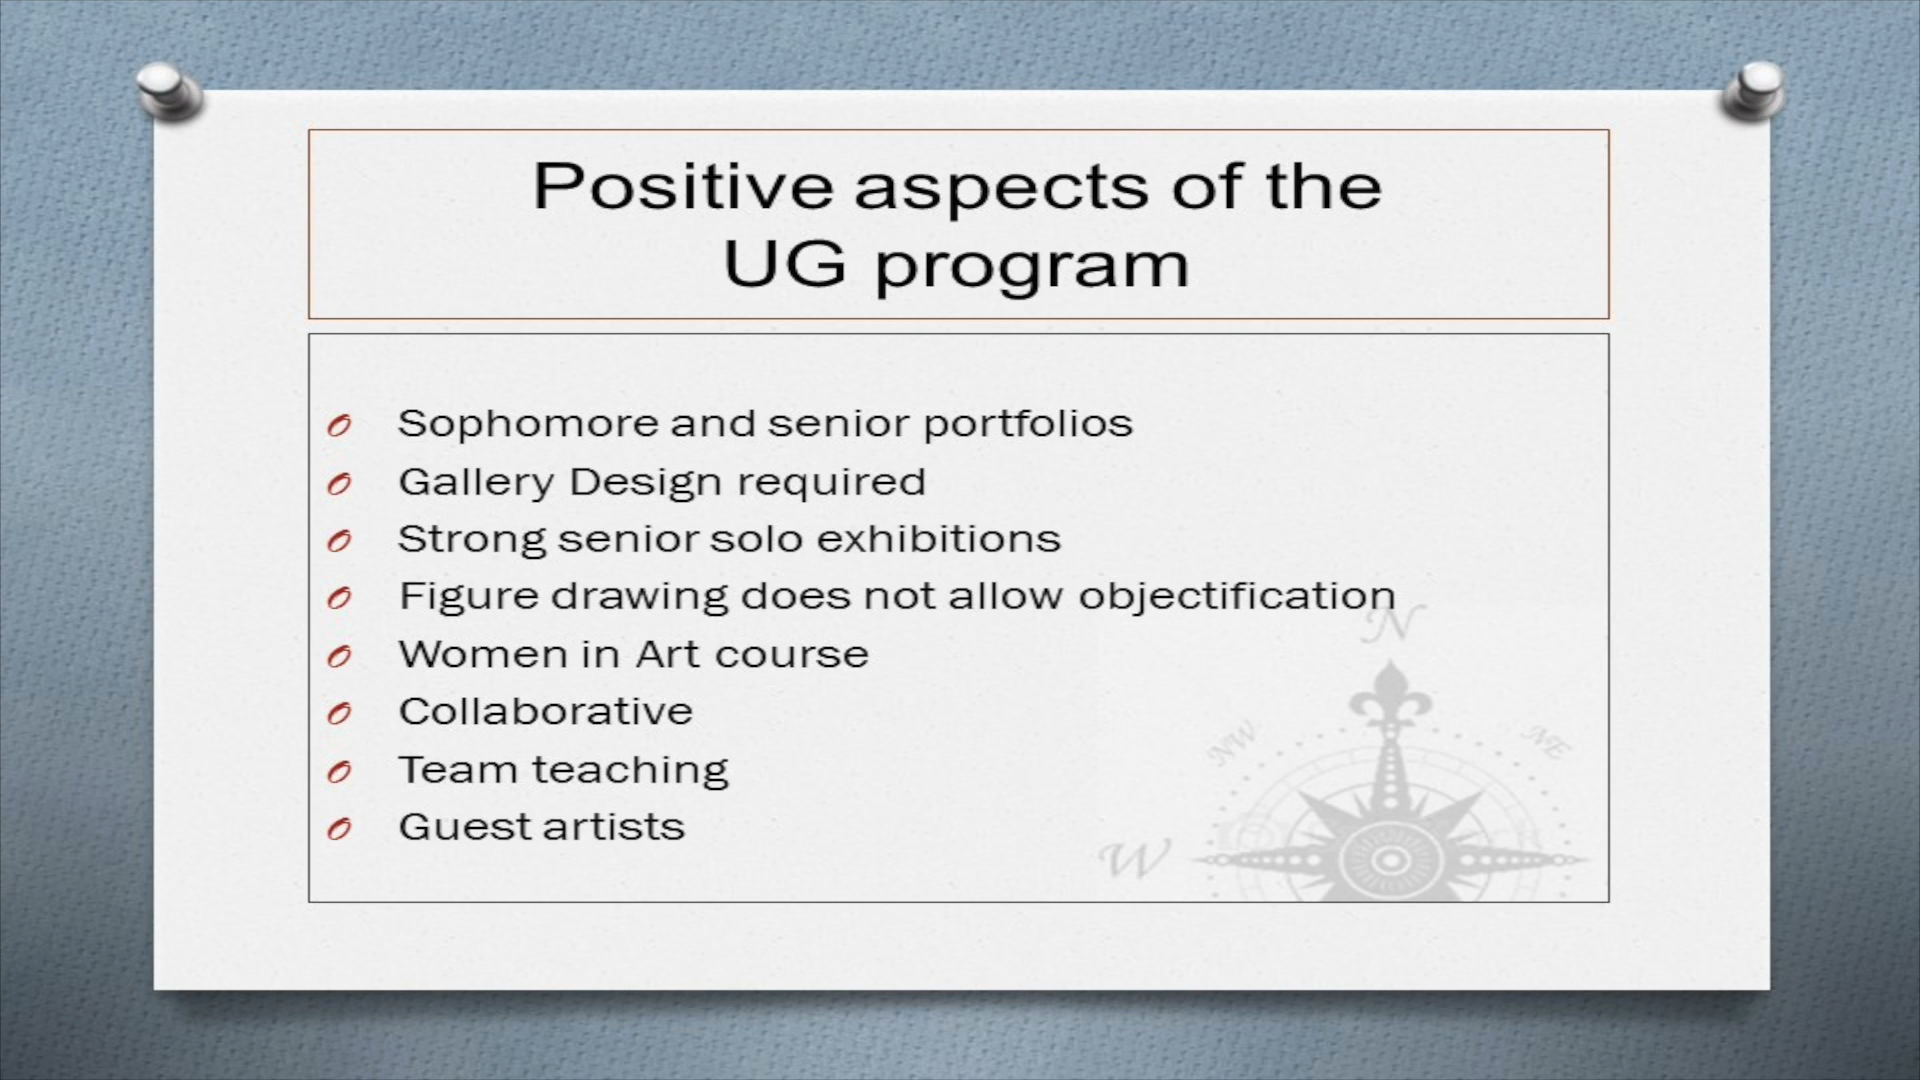 Positive aspects of the
UG program
Sophomore and senior portfolios
Gallery Design required
Strong senior solo exhibitions
Figure drawing does not allow objectification
Women in Art course
Collaborative
Team teaching
Guest artists
N
NW
NE
W